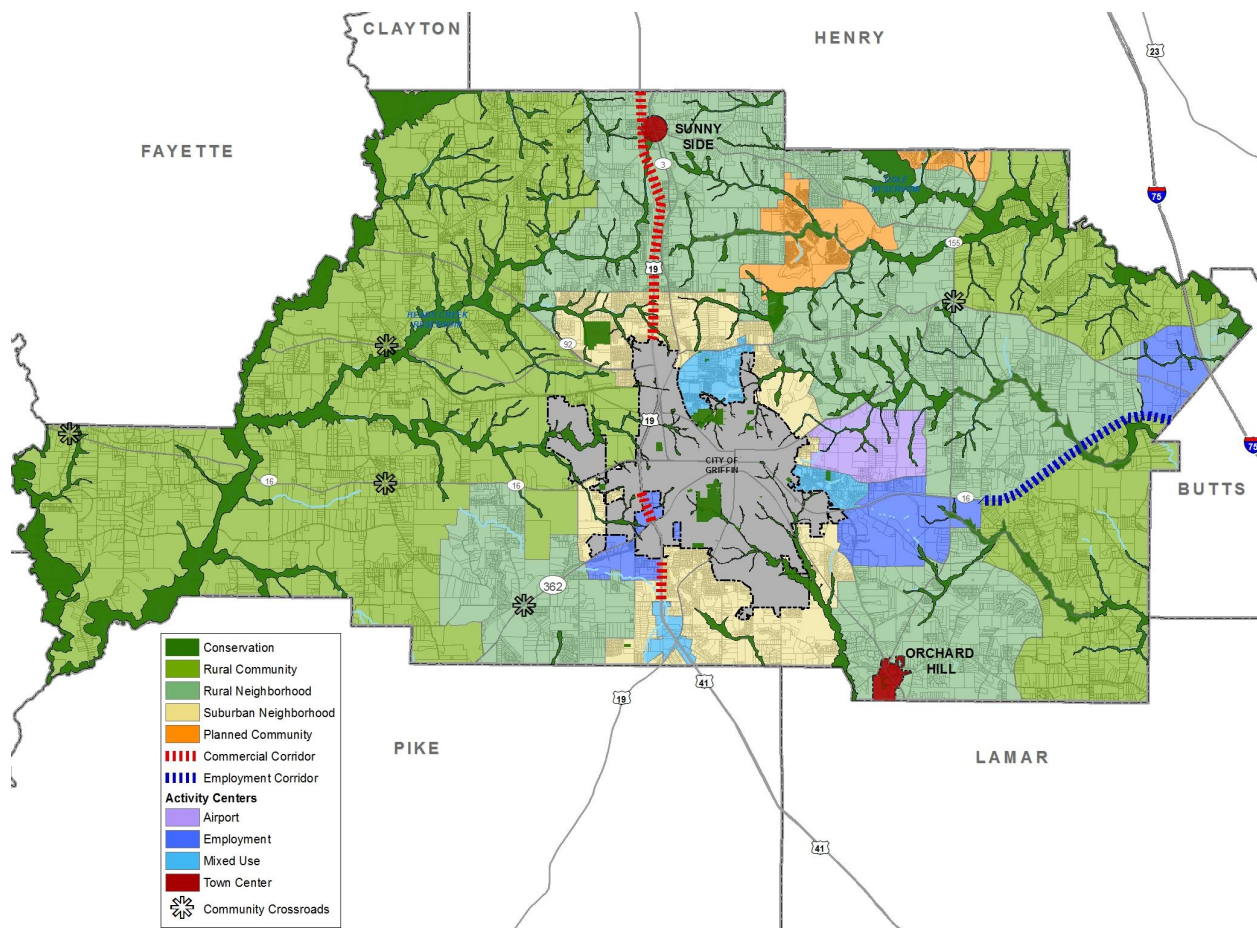 CLAYTON
HENRY
23
FAYETTE
SUNNY
SIDE
3
75
155
19
92
19
75
CITY OF
GRIFFIN
16
16
16
BUTTS
362
ORCHARD
HILL
41
19
PIKE
LAMAR
41
Conservation
Rural Community
Rural Neighborhood
Suburban Neighborhood
Planned Community
Commercial Corridor
Employment Corridor
Activity Centers
Airport
Employment
Mixed Use
Town Center
Community Crossroads